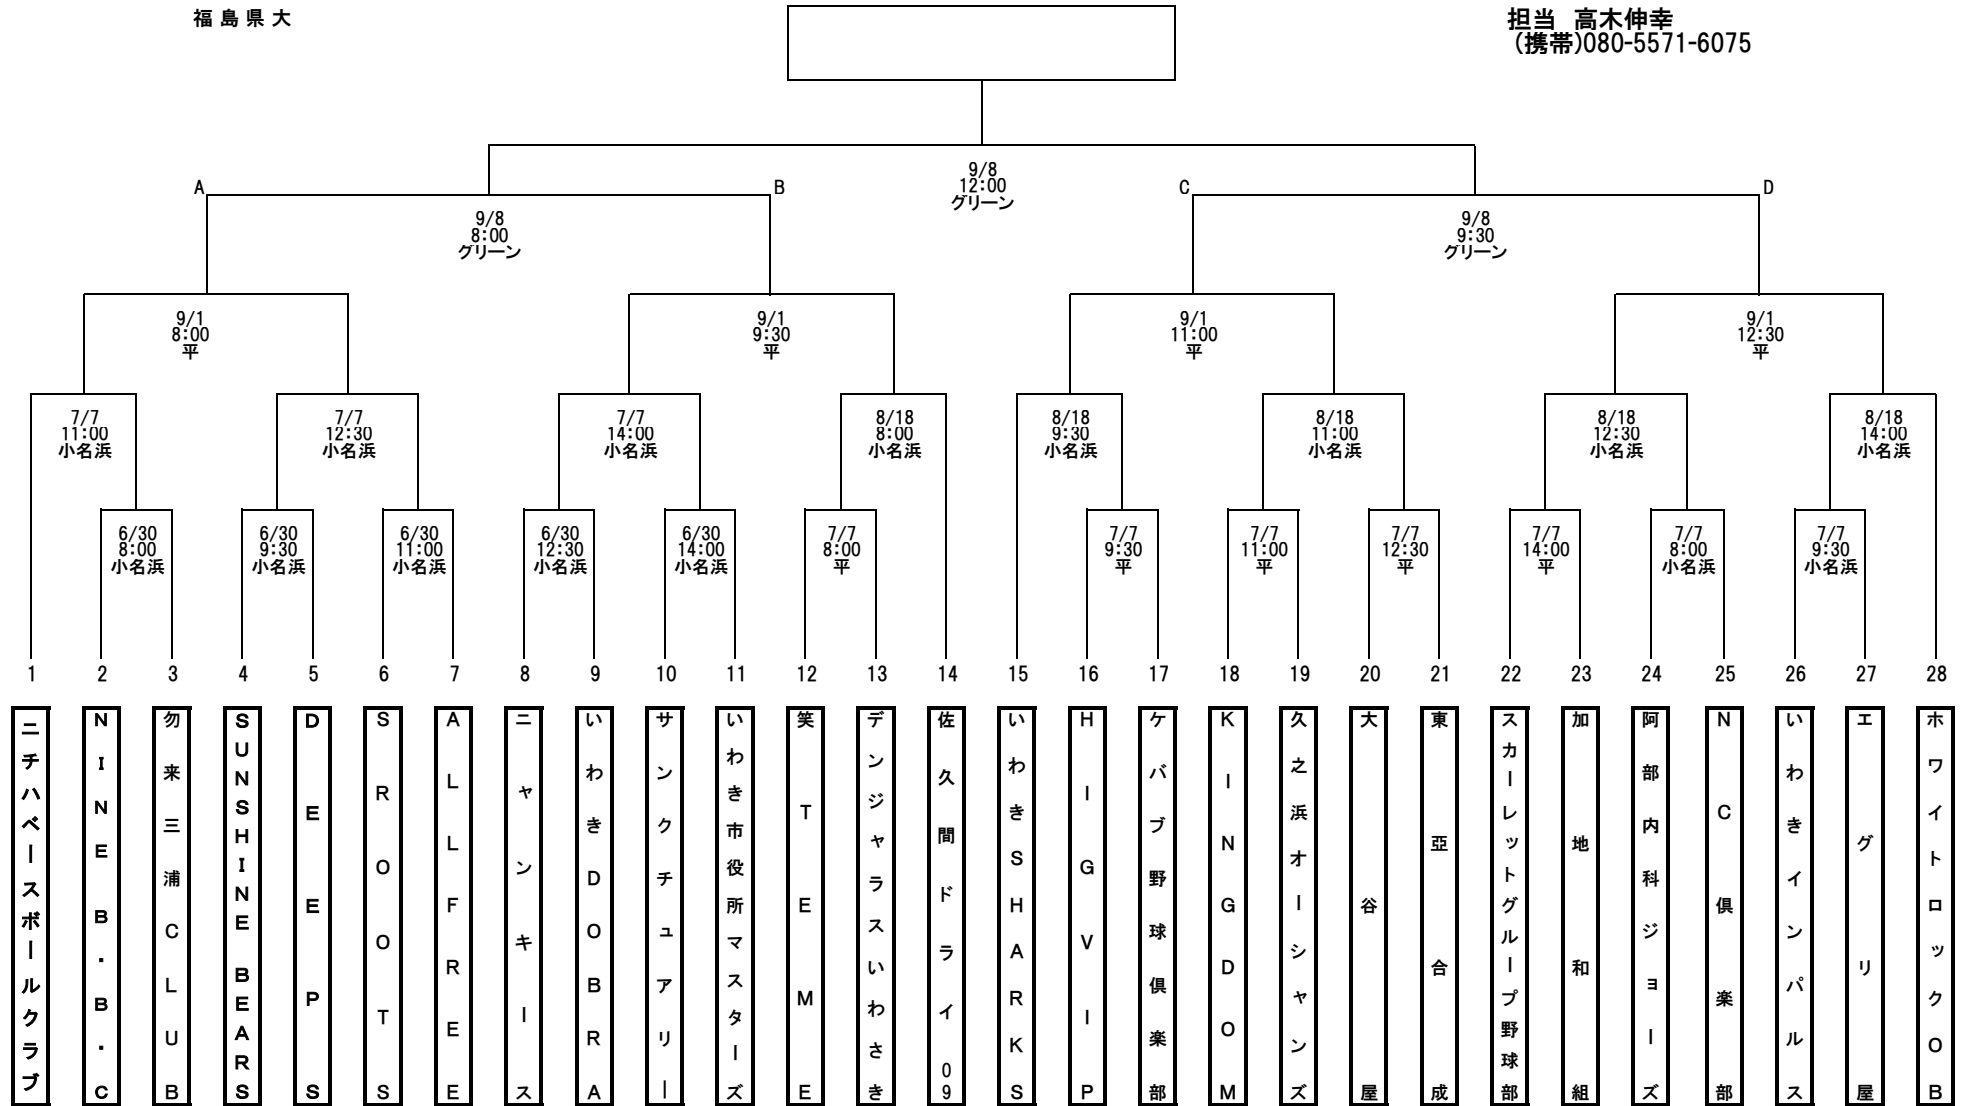 福島県大
担当 高木伸幸
(携帯)080-5571-6075
9/8
12:00
グリーン
A
B
C
D
9/8
8:00
グリーン
9/8
9:30
グリーン
9/1
8:00
平
9/1
9:30
平
9/1
11:00
平
9/1
12:30
平
7/7
11:00
小名浜
7/7
12:30
小名浜
7/7
14:00
小名浜
8/18
8:00
小名浜
8/18
9:30
小名浜
8/18
11:00
小名浜
8/18
12:30
小名浜
8/18
14:00
小名浜
6/30
8:00
小名浜
6/30
9:30
小名浜
6/30
11:00
小名浜
6/30
12:30
小名浜
6/30
14:00
小名浜
7/7
8:00
平
7/7
9:30
平
7/7
11:00
平
7/7
12:30
平
7/7
14:00
平
7/7
8:00
小名浜
7/7
9:30
小名浜
1 2 3 4 5 6 7 8 9 10 11 12 13 14 15 16 17 18 19 20 21 22 23 24 25 26 27 28
ニチハベースボールクラブ
NINE B.B.C
勿来三浦CLUB
SUNSHINE BEARS
DEEPS
SROOTS
ALLFREE
ニャンキース
いわきDOBRA
サンクチュアリー
いわき市役所マスターズ
笑TEME
デンジャラスいわさき
佐久間ドライ09
いわきSHARKS
HIGVIP
ケバブ野球倶楽部
KINGDOM
久之浜オーシャンズ
大谷屋
東亞合成
スカーレットグループ野球部
加地和組
阿部内科ジョーズ
NC倶楽部
いわきインパルス
エグリ屋
ホワイトロックOB